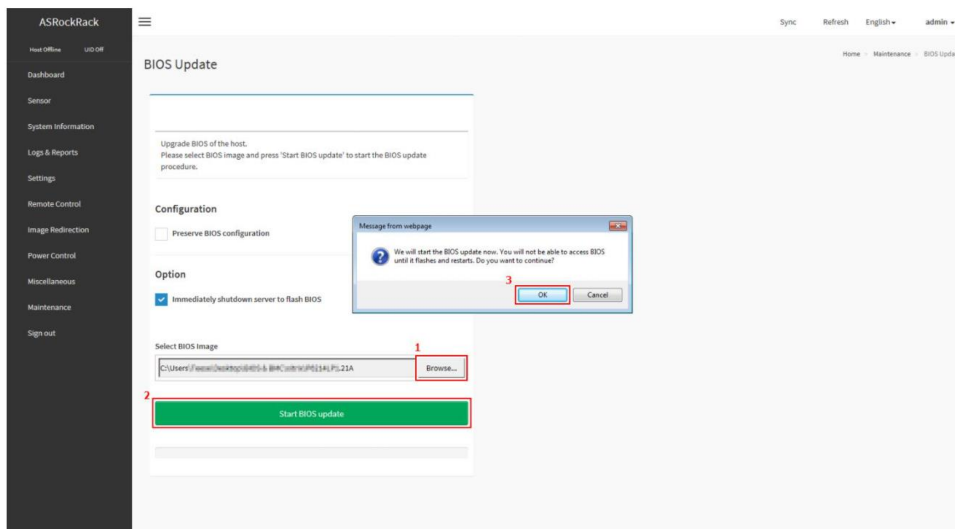 ASRockRack
Sync Refresh English admin
Host Offline UID Off
Home Maintenance BIOS Upda
BIOS Update
Dashboard
Sensor
System Information
Logs & Reports
Settings
Remote Control
Image Redirection
Power Control
Miscellaneous
Maintenance
Sign out
Upgrade BIOS of the host.
Please select BIOS image and press 'Start BIOS update' to start the BIOS update
procedure.
Configuration
Preserve BIOS configuration
Option
Immediately shutdown server to flash BIOS
Message from webpage
We will start the BIOS update now. You will not be able to access BIOS
until it flashes and restarts. Do you want to continue?
3
OK Cancel
Select BIOS Image
1
C:\Users\ .21A
Browse...
2
Start BIOS update